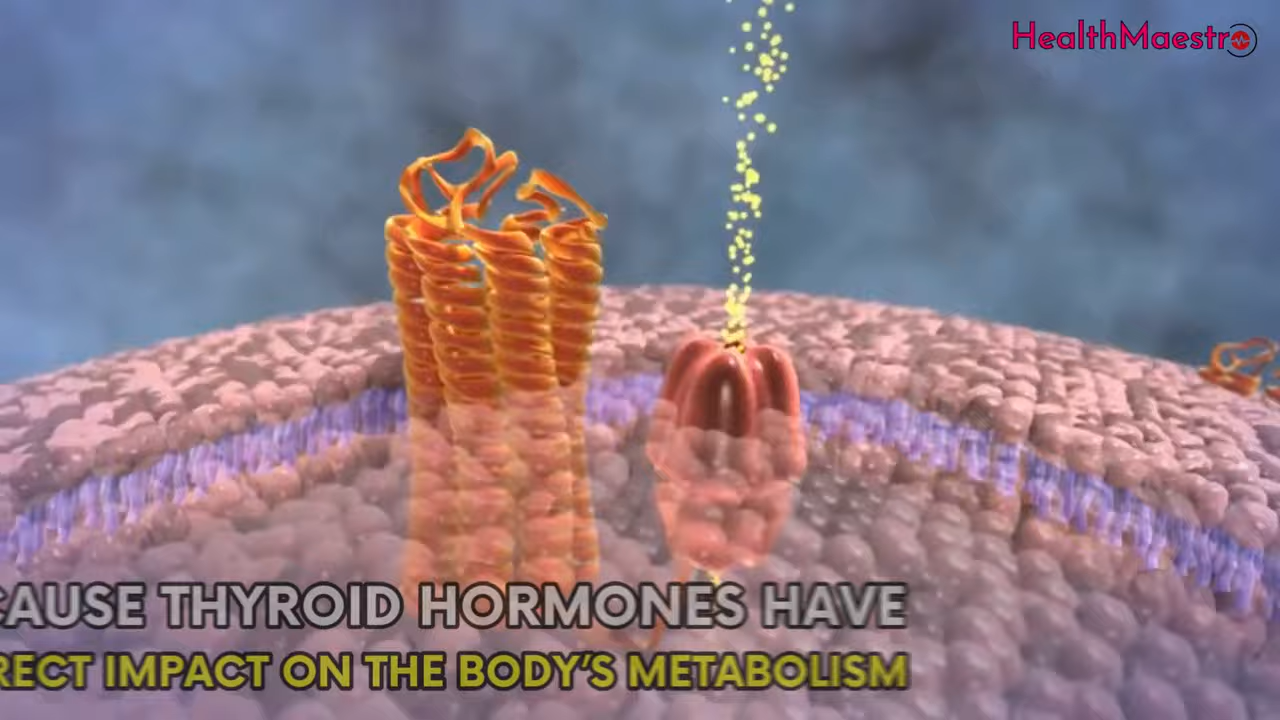 HealthMaestro
CAUSE THYROID HORMONES HAVE
RECT IMPACT ON THE BODY'S METABOLISM